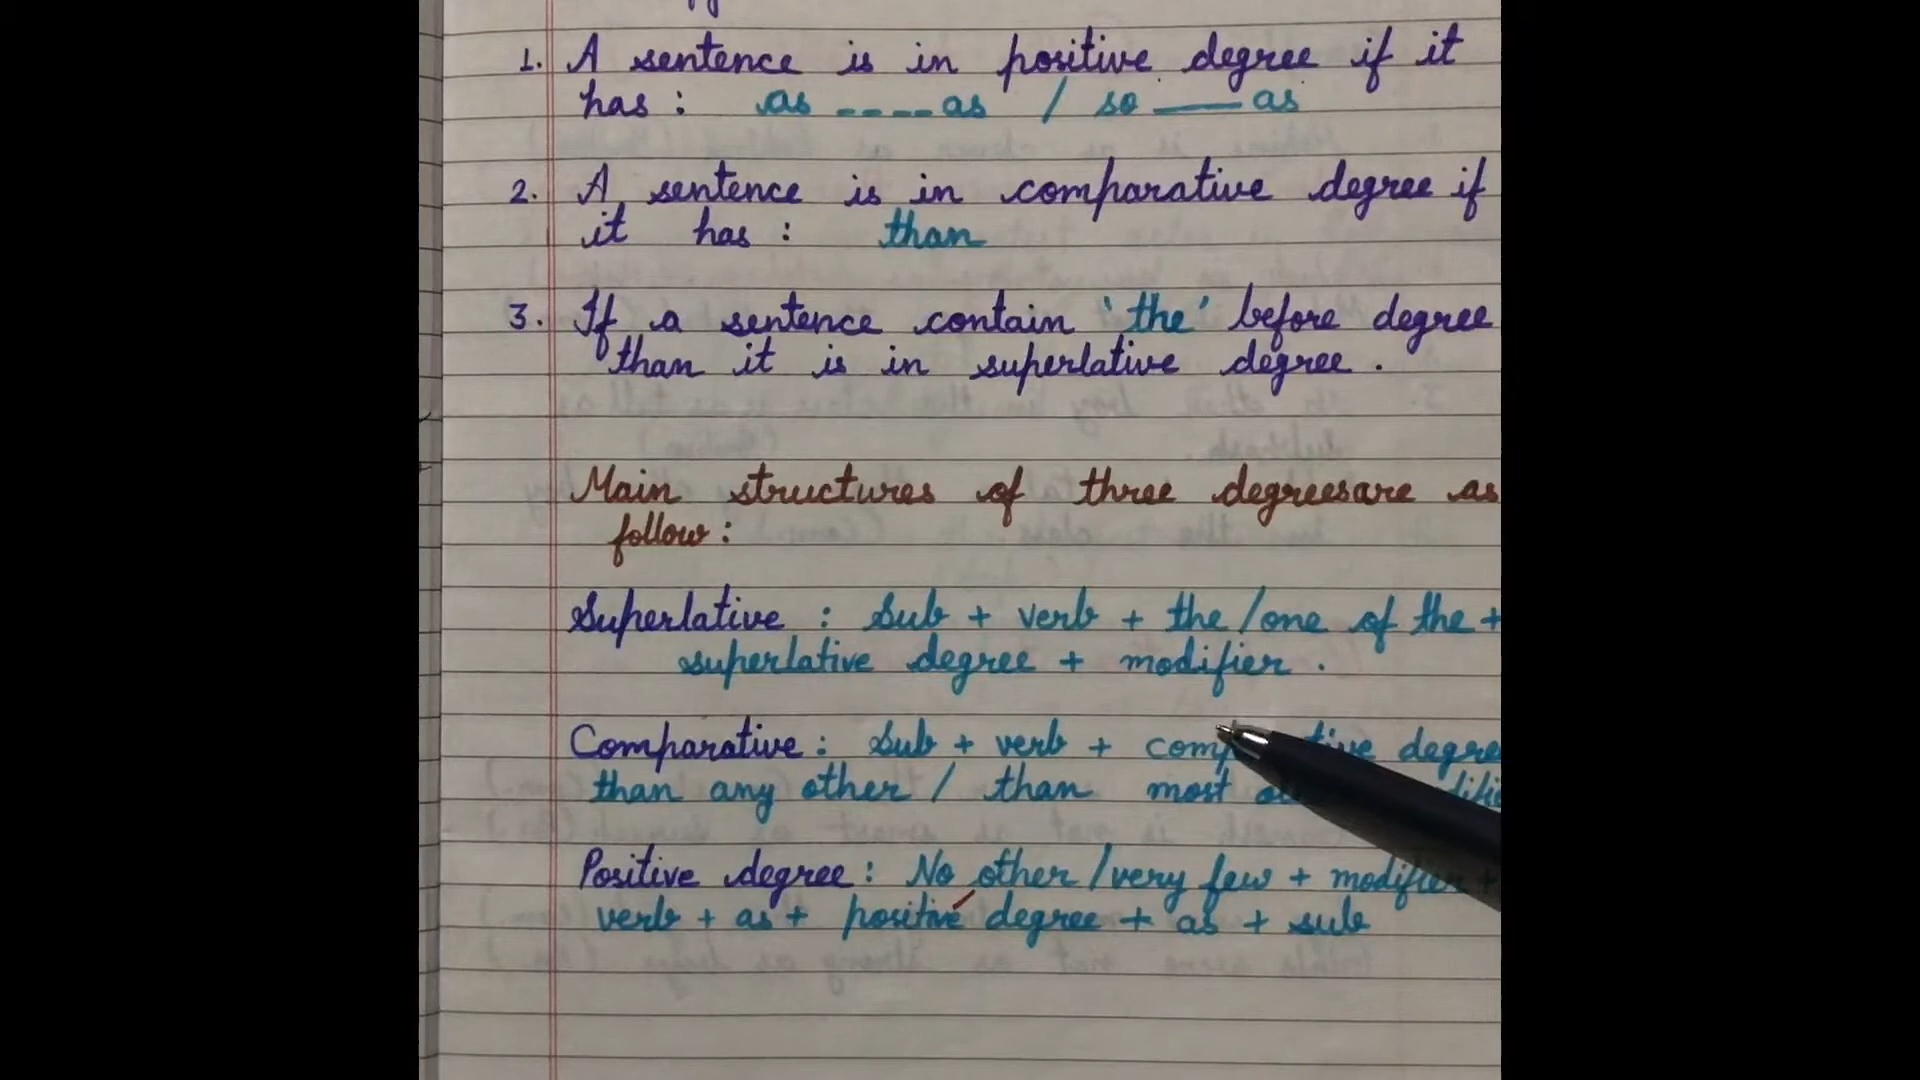 1. A sentence is in positive degree if it
has : as ----as / so ——as
2. A sentence is in comparative degree if
it has : than
3. If a sentence contain 'the' before degree
than it is in superlative degree .
Main structures of three degreesare as
follow :
Superlative : Sub + verb + the /one of the +
superlative degree + modifier .
Comparative : Sub + verb +
than any other / than most
Positive degree : No other /very few + modifier +
verb + as + positive degree + as + sub